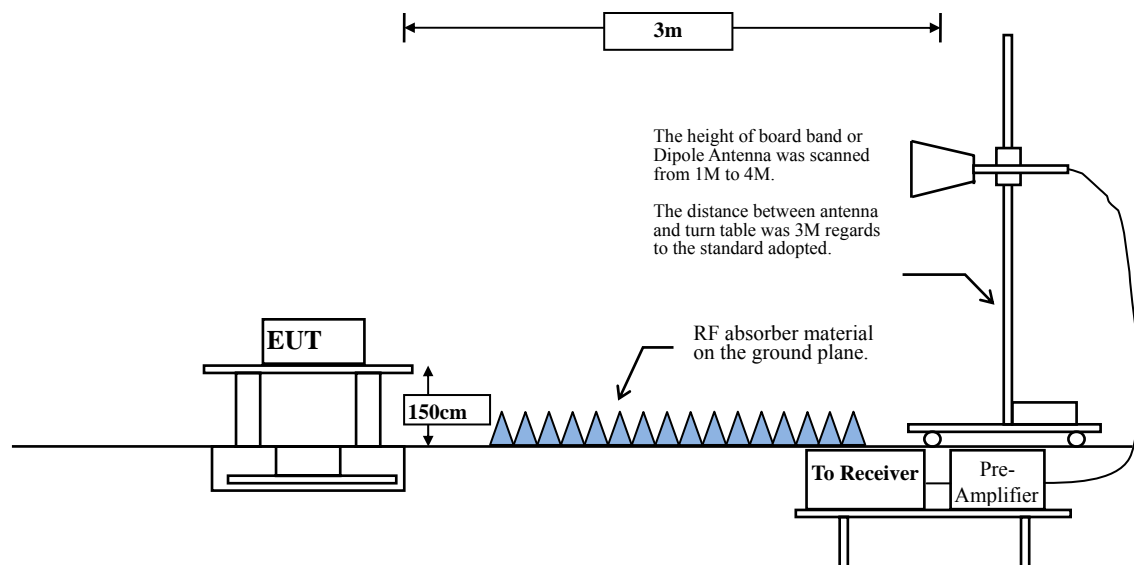 3m
The height of board band or
Dipole Antenna was scanned
from 1M to 4M.
The distance between antenna
and turn table was 3M regards
to the standard adopted.
EUT
RF absorber material
on the ground plane.
150cm
To Receiver
Pre-
Amplifier